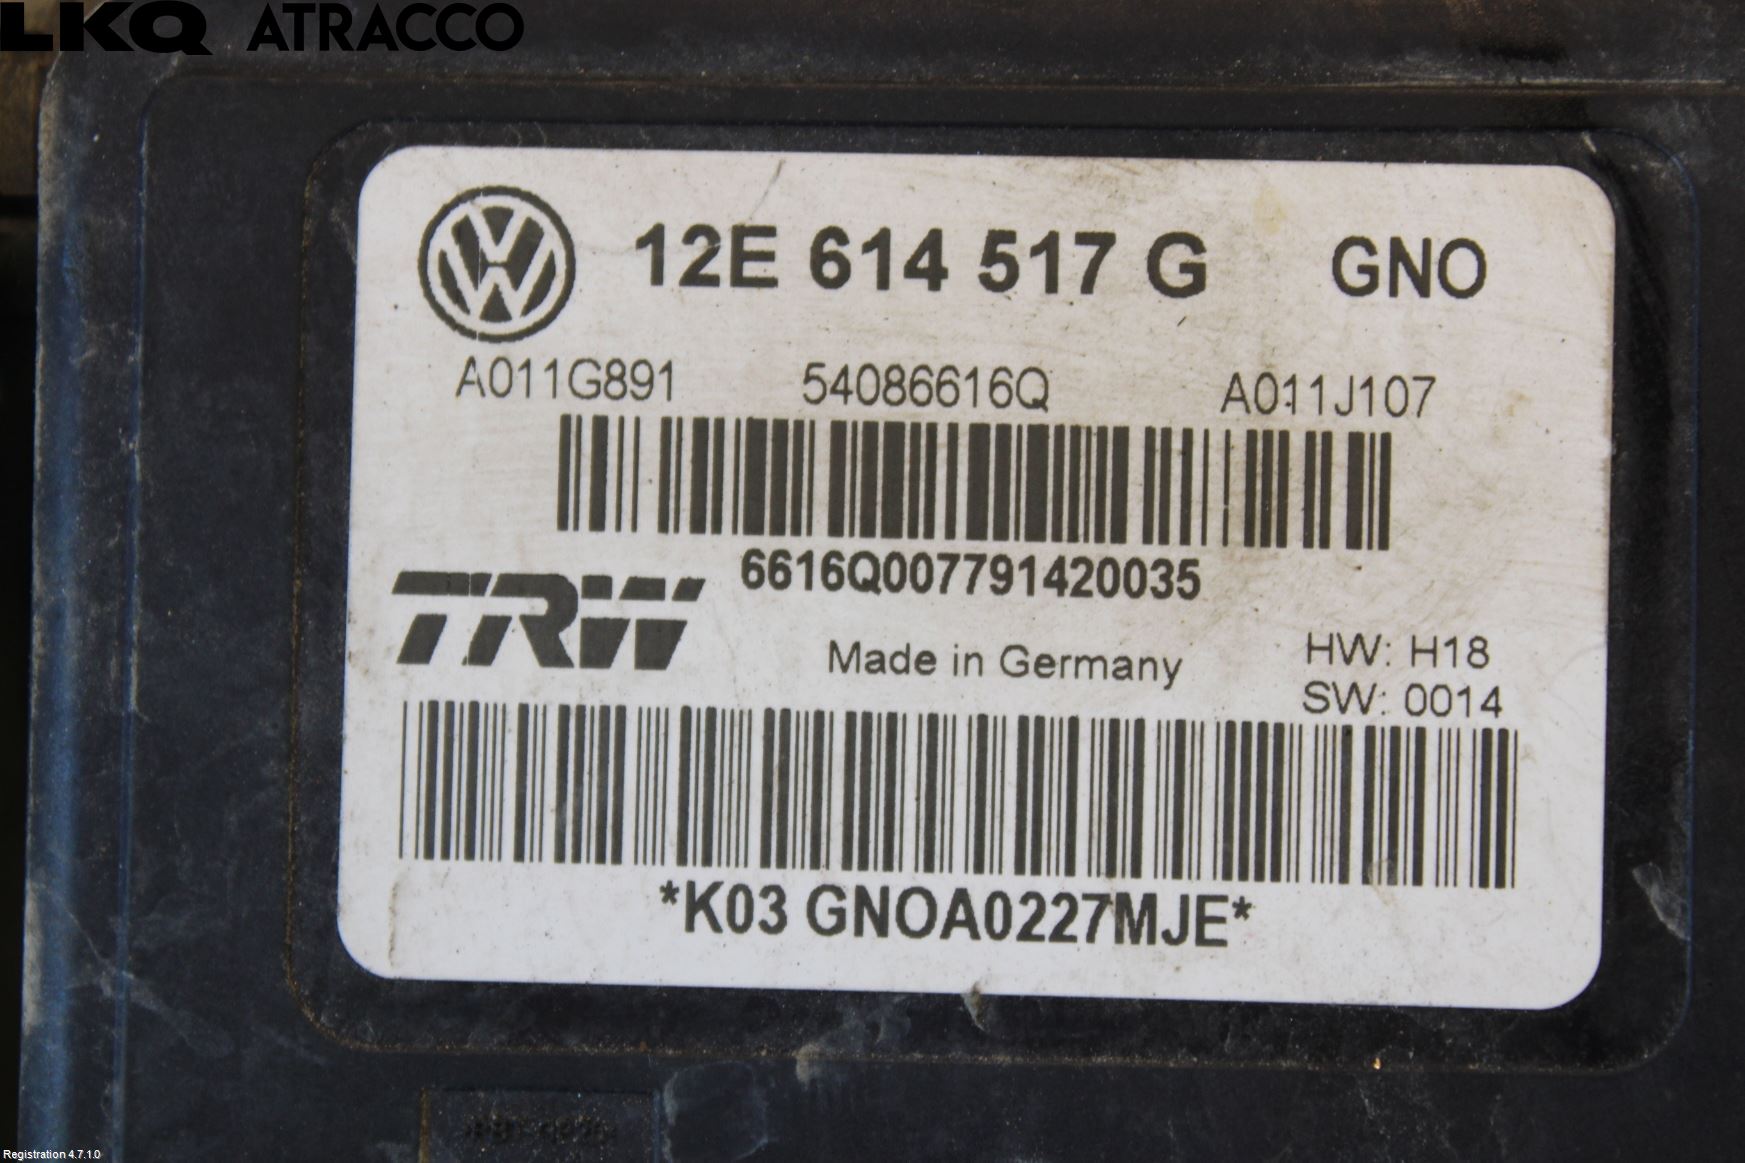 LKQ ATRACCO
12E 614 517 G GNO
A011G891 54086616Q A011J107
6616Q007791420035
TRW
Made in Germany
HW: H18
SW: 0014
*K03 GNOA0227MJE*
Registration 4.7.1.0